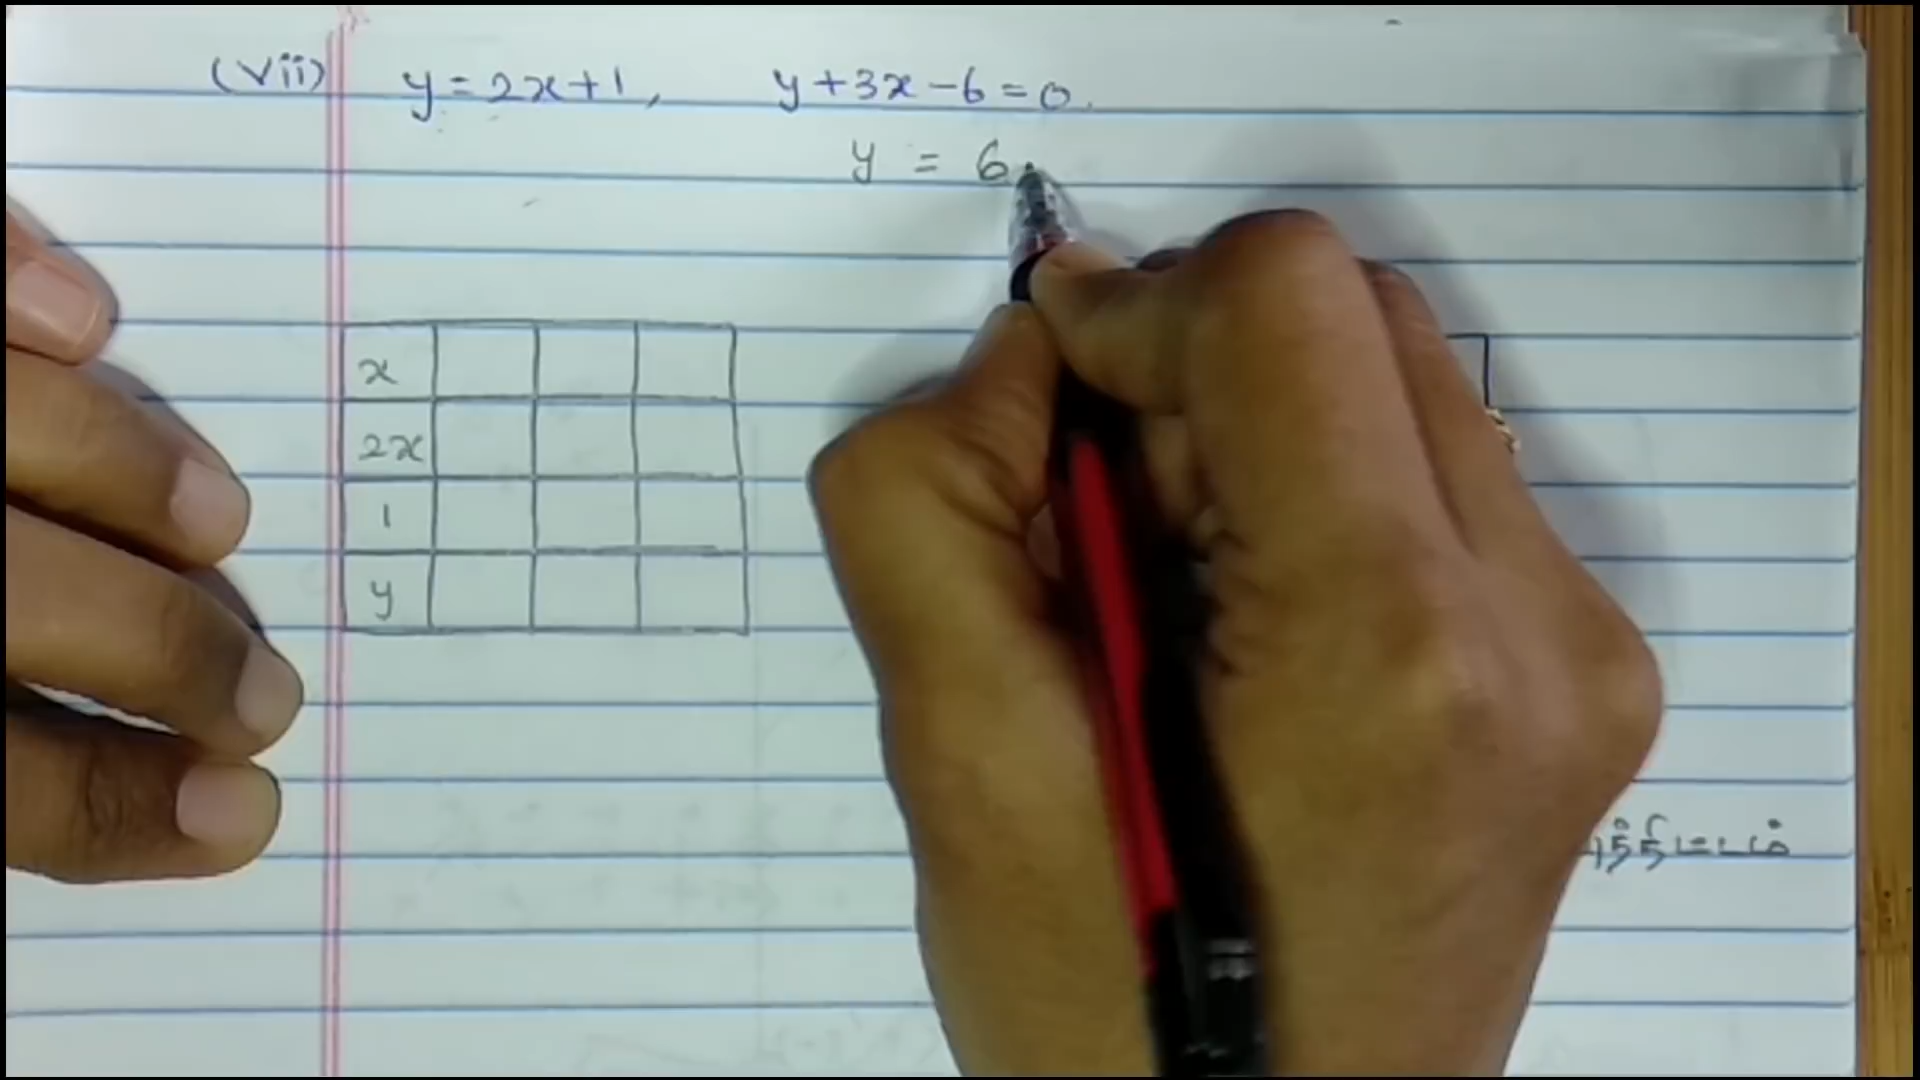 (vii) y = 2x + 1, y + 3x - 6 = 0.
y = 6
x
2x
1
y